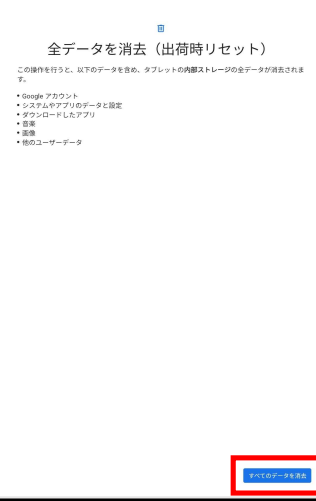 全データを消去（出荷時リセット）
この操作を行うと、以下のデータを含め、タブレットの内部ストレージの全データが消去されま
す。
• Google アカウント
• システムやアプリのデータと設定
• ダウンロードしたアプリ
• 音楽
• 画像
• 他のユーザーデータ
すべてのデータを消去